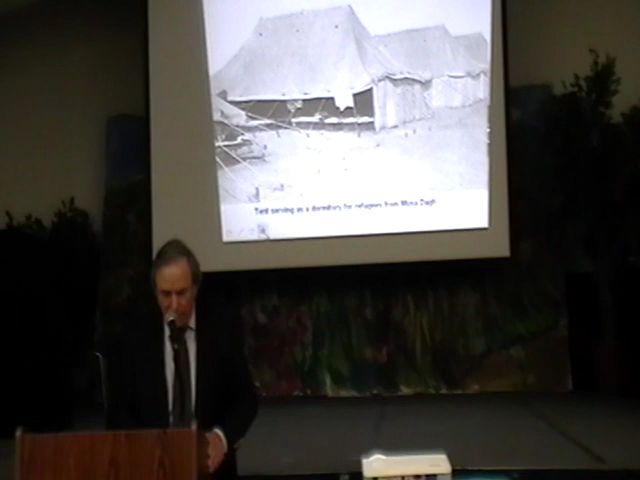 Tent serving as a dormitory for refugees from Musa Dagh